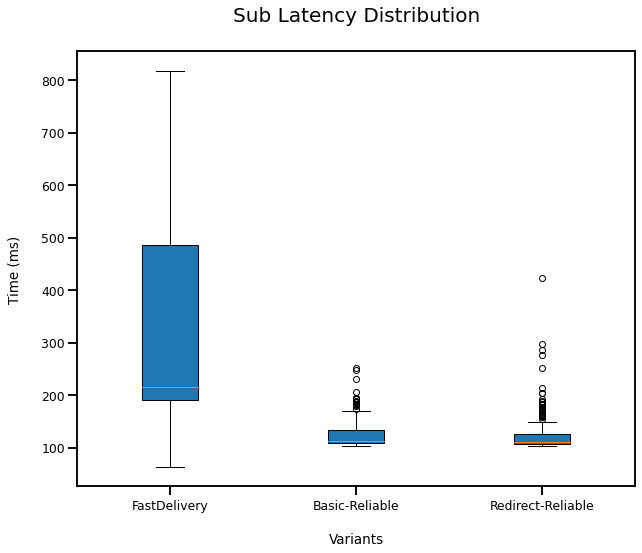 Sub Latency Distribution
Time (ms)
800
700
600
500
400
300
200
100
FastDelivery Basic-Reliable Redirect-Reliable
Variants